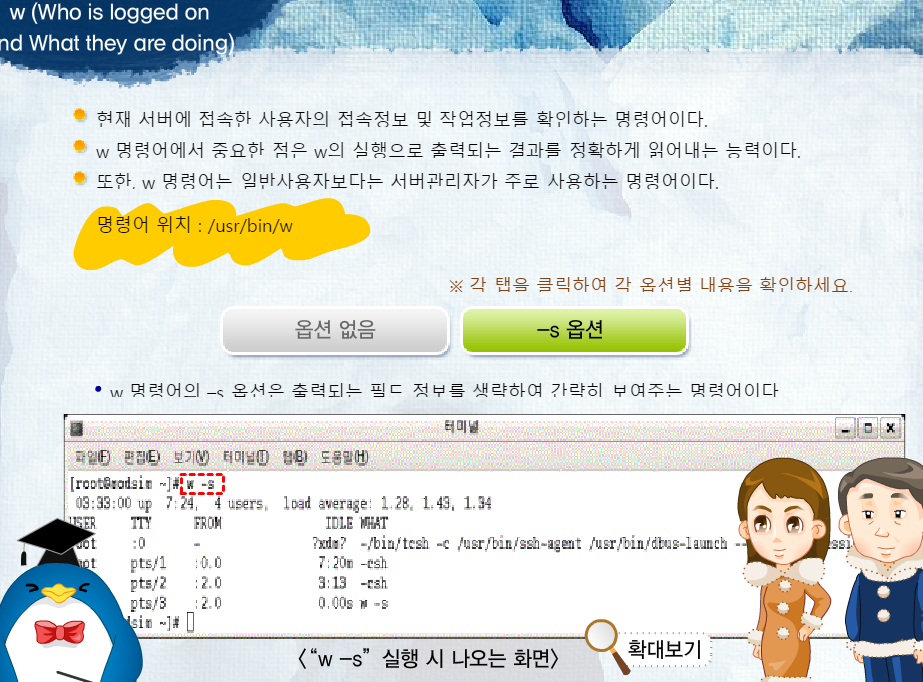 w (Who is logged on
nd What they are doing)
현재 서버에 접속한 사용자의 접속정보 및 작업정보를 확인하는 명령어이다.
w 명령어에서 중요한 점은 w의 실행으로 출력되는 결과를 정확하게 읽어내는 능력이다.
또한. w 명령어는 일반사용자보다는 서버관리자가 주로 사용하는 명령어이다.
명령어 위치 : /usr/bin/w
※ 각 탭을 클릭하여 각 옵션별 내용을 확인하세요.
옵션 없음
–s 옵션
w 명령어의 –s 옵션은 출력되는 필드 정보를 생략하여 간략히 보여주는 명령어이다
터미널
파일(F) 편집(E) 보기(V) 터미널(T) 탭(B) 도움말(H)
[root@modsim ~]# w -s
03:33:00 up 7:24, 4 users, load average: 1.28, 1.43, 1.34
USER TTY FROM IDLE WHAT
oot :0 - ?xdm? -/bin/tcsh -c /usr/bin/ssh-agent /usr/bin/dbus-launch --
oot pts/1 :0.0 7:20m -csh
pts/2 :2.0 3:13 -csh
pts/3 :2.0 0.00s w -s
dsim ~]#
〈“w –s” 실행 시 나오는 화면〉
확대보기